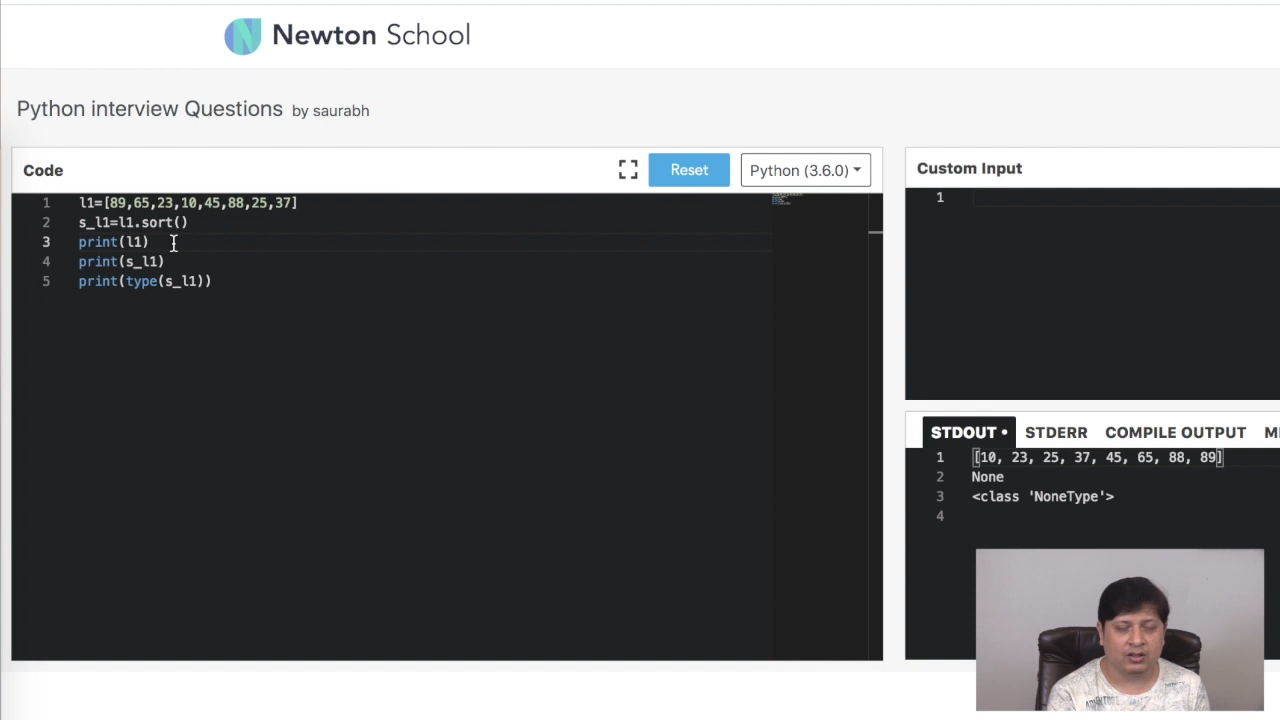 Newton School
Python interview Questions by saurabh
Code
Reset
Python (3.6.0)
1 l1=[89,65,23,10,45,88,25,37]
2 s_l1=l1.sort()
3 print(l1)
4 print(s_l1)
5 print(type(s_l1))
Custom Input
1
STDOUT • STDERR COMPILE OUTPUT
1 [10, 23, 25, 37, 45, 65, 88, 89]
2 None
3 <class 'NoneType'>
4